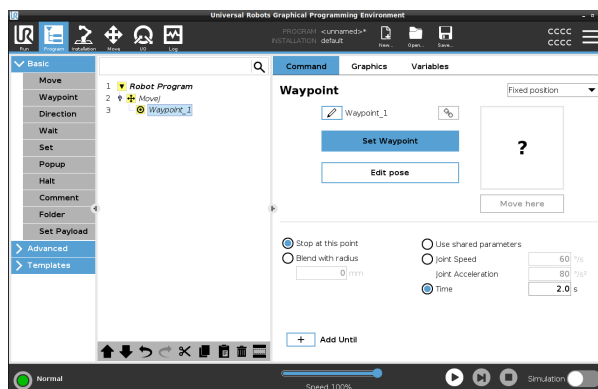 Universal Robots Graphical Programming Environment
UR
Run
Program
Installation
Move
I/O
Log
PROGRAM <unnamed>*
INSTALLATION default
New...
Open...
Save...
CCCC
CCCC
Basic
Move
Waypoint
Direction
Wait
Set
Popup
Halt
Comment
Folder
Set Payload
Advanced
Templates
1 Robot Program
2 MoveJ
3 Waypoint_1
Command Graphics Variables
Waypoint
Fixed position
Waypoint_1
Set Waypoint
Edit pose
?
Move here
Stop at this point
Blend with radius
0 mm
Use shared parameters
Joint Speed 60 °/s
Joint Acceleration 80 °/s²
Time 2.0 s
+ Add Until
Normal
Speed 100%
Simulation